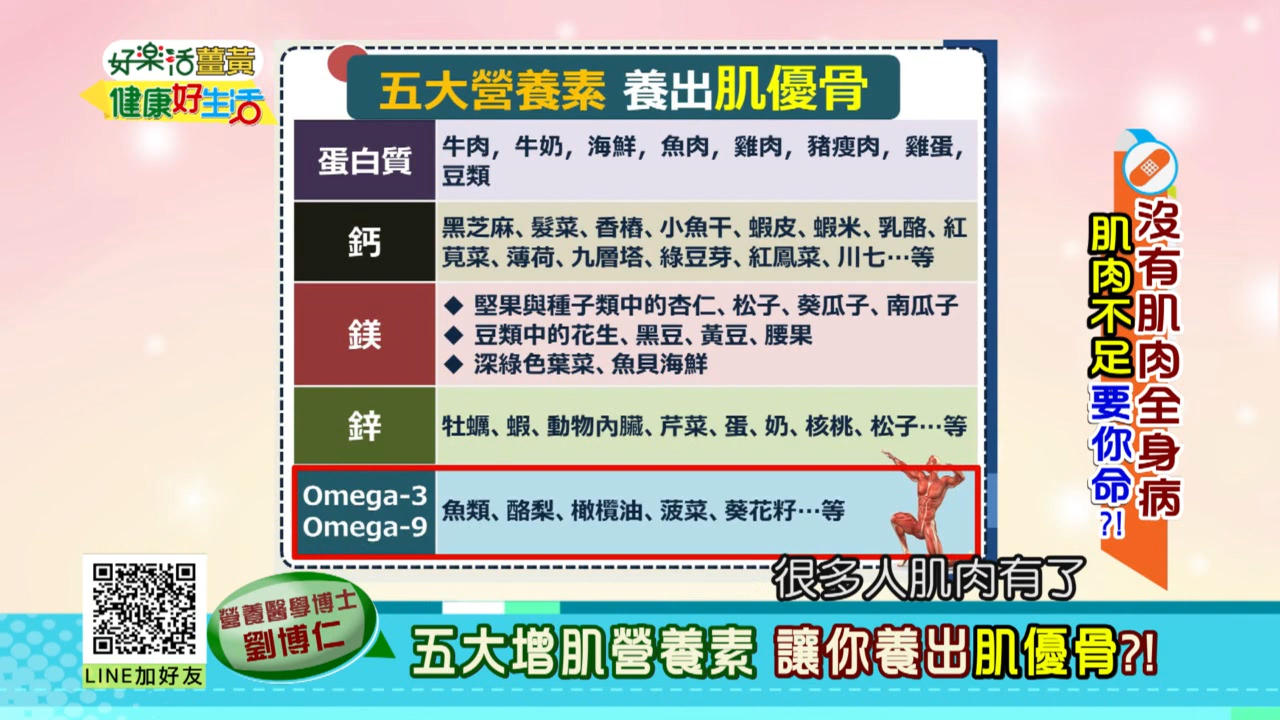 好樂活薑黃
健康好生活
五大營養素 養出肌優骨
蛋白質
牛肉, 牛奶, 海鮮, 魚肉, 雞肉, 豬瘦肉, 雞蛋,
豆類
鈣
黑芝麻、髮菜、香椿、小魚干、蝦皮、蝦米、乳酪、紅
莧菜、薄荷、九層塔、綠豆芽、紅鳳菜、川七…等
鎂
◆ 堅果與種子類中的杏仁、松子、葵瓜子、南瓜子
◆ 豆類中的花生、黑豆、黃豆、腰果
◆ 深綠色葉菜、魚貝海鮮
鋅
牡蠣、蝦、動物內臟、芹菜、蛋、奶、核桃、松子…等
Omega-3
Omega-9
魚類、酪梨、橄欖油、菠菜、葵花籽…等
沒有肌肉全身病
肌肉不足要你命?!
很多人肌肉有了
LINE加好友
營養醫學博士
劉博仁
五大增肌營養素 讓你養出肌優骨?!